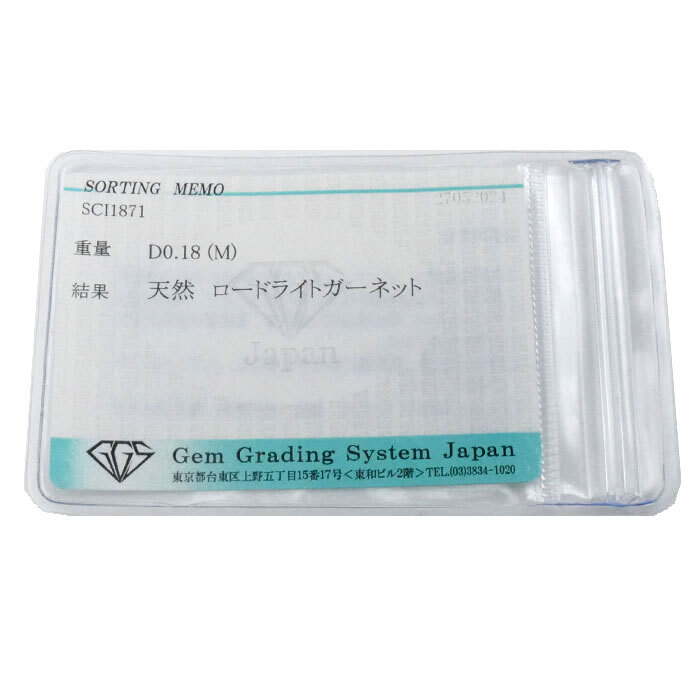 SORTING MEMO
SCI1871
27052034
重量 D0.18 (M)
結果 天然 ロードライトガーネット
Japan
GGS Gem Grading System Japan
東京都台東区上野五丁目15番17号<東和ビル2階>TEL.(03)3834-1020